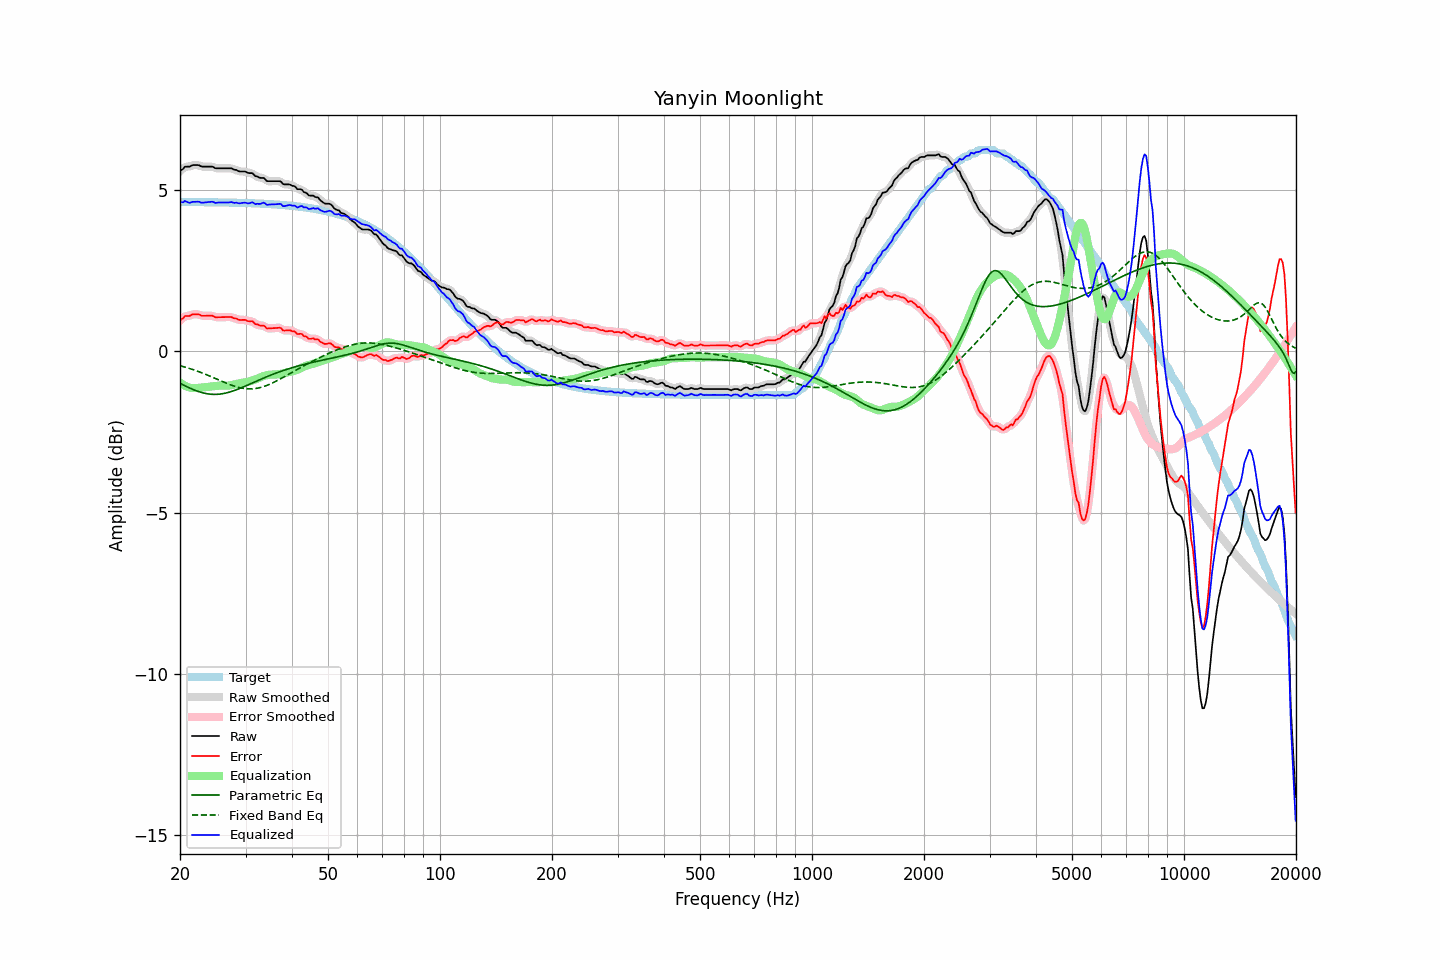 Yanyin Moonlight
Amplitude (dBr)
5
0
−5
−10
−15
Target
Raw Smoothed
Error Smoothed
Raw
Error
Equalization
Parametric Eq
Fixed Band Eq
Equalized
20
50
100
200
500
1000
2000
5000
10000
20000
Frequency (Hz)